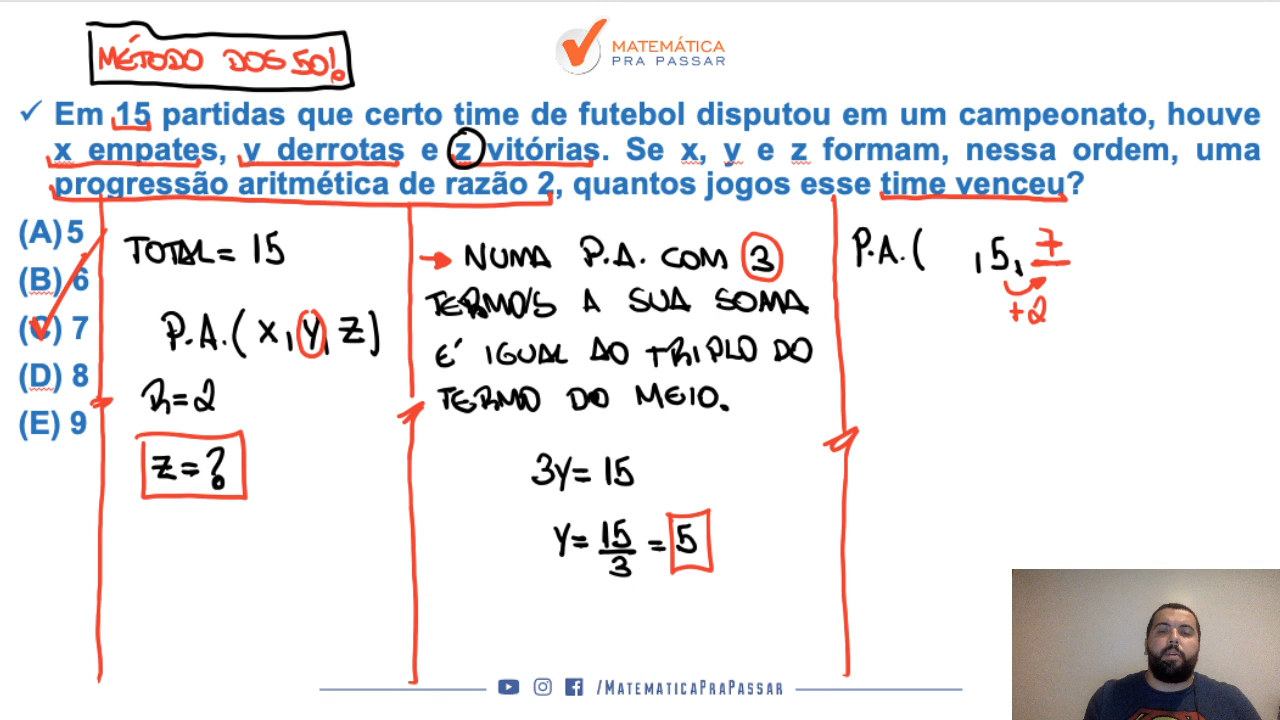 MÉTODO DOS 50!
MATEMÁTICA
PRA PASSAR
✓ Em 15 partidas que certo time de futebol disputou em um campeonato, houve
x empates, y derrotas e z vitórias. Se x, y e z formam, nessa ordem, uma
progressão aritmética de razão 2, quantos jogos esse time venceu?
(A) 5
(B) 6
(C) 7
(D) 8
(E) 9
TOTAL = 15
P.A.( x, y, z )
R=2
z = ?
→ NUMA P.A. COM 3
TERMO/S A SUA SOMA
E' IGUAL AO TRIPLO DO
TERMO DO MEIO.
3y = 15
y = 15/3 = 5
P.A.(   , 5, 7
+2
/MATEMATICAPRAPASSAR